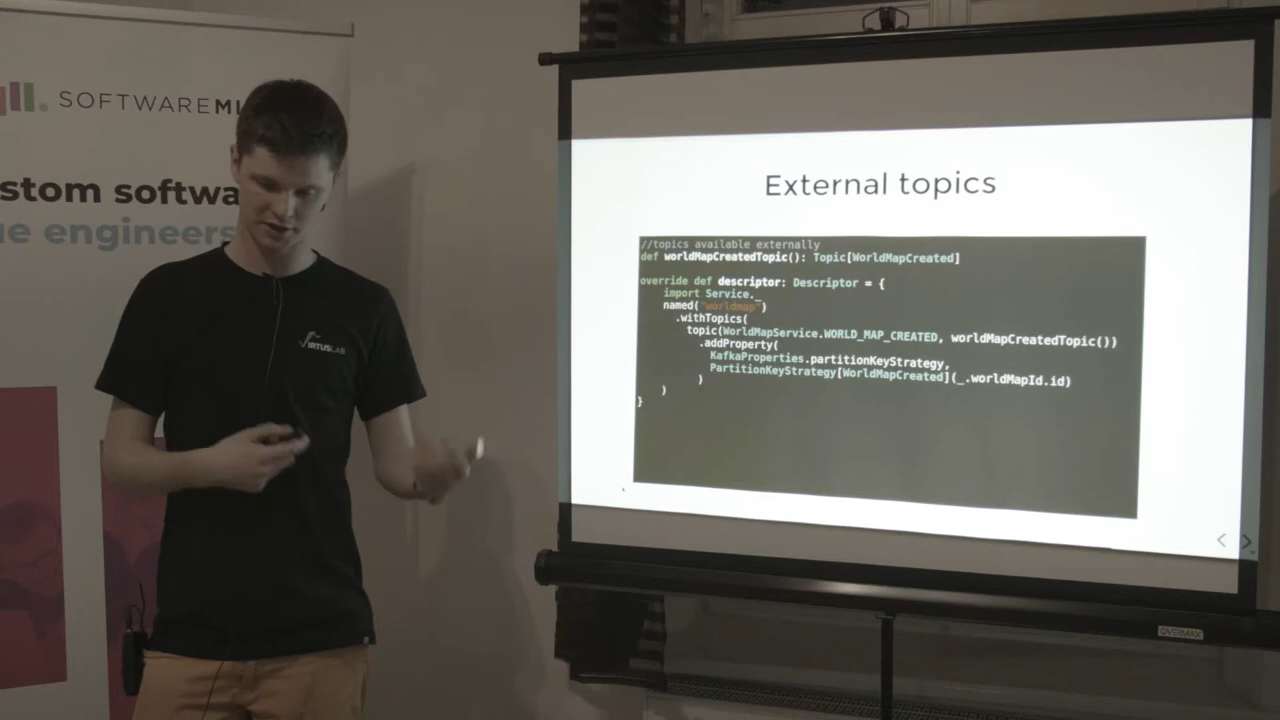 SOFTWAREMI
stom softwa
e engineers
VIRTUSLAB
External topics
//topics available externally
def worldMapCreatedTopic(): Topic[WorldMapCreated]
override def descriptor: Descriptor = {
import Service._
named("worldmap")
.withTopics(
topic(WorldMapService.WORLD_MAP_CREATED, worldMapCreatedTopic())
.addProperty(
KafkaProperties.partitionKeyStrategy,
PartitionKeyStrategy[WorldMapCreated](_.worldMapId.id)
)
)
}
OVERMAX